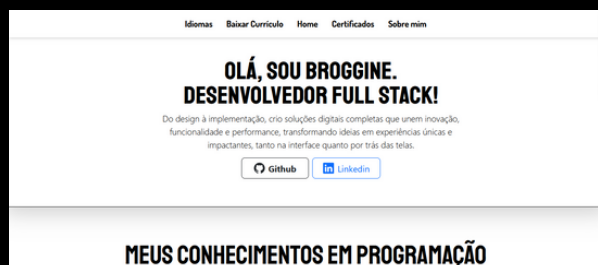 Idiomas Baixar Currículo Home Certificados Sobre mim
OLÁ, SOU BROGGINE.
DESENVOLVEDOR FULL STACK!
Do design à implementação, crio soluções digitais completas que unem inovação,
funcionalidade e performance, transformando ideias em experiências únicas e
impactantes, tanto na interface quanto por trás das telas.
Github Linkedin
MEUS CONHECIMENTOS EM PROGRAMAÇÃO